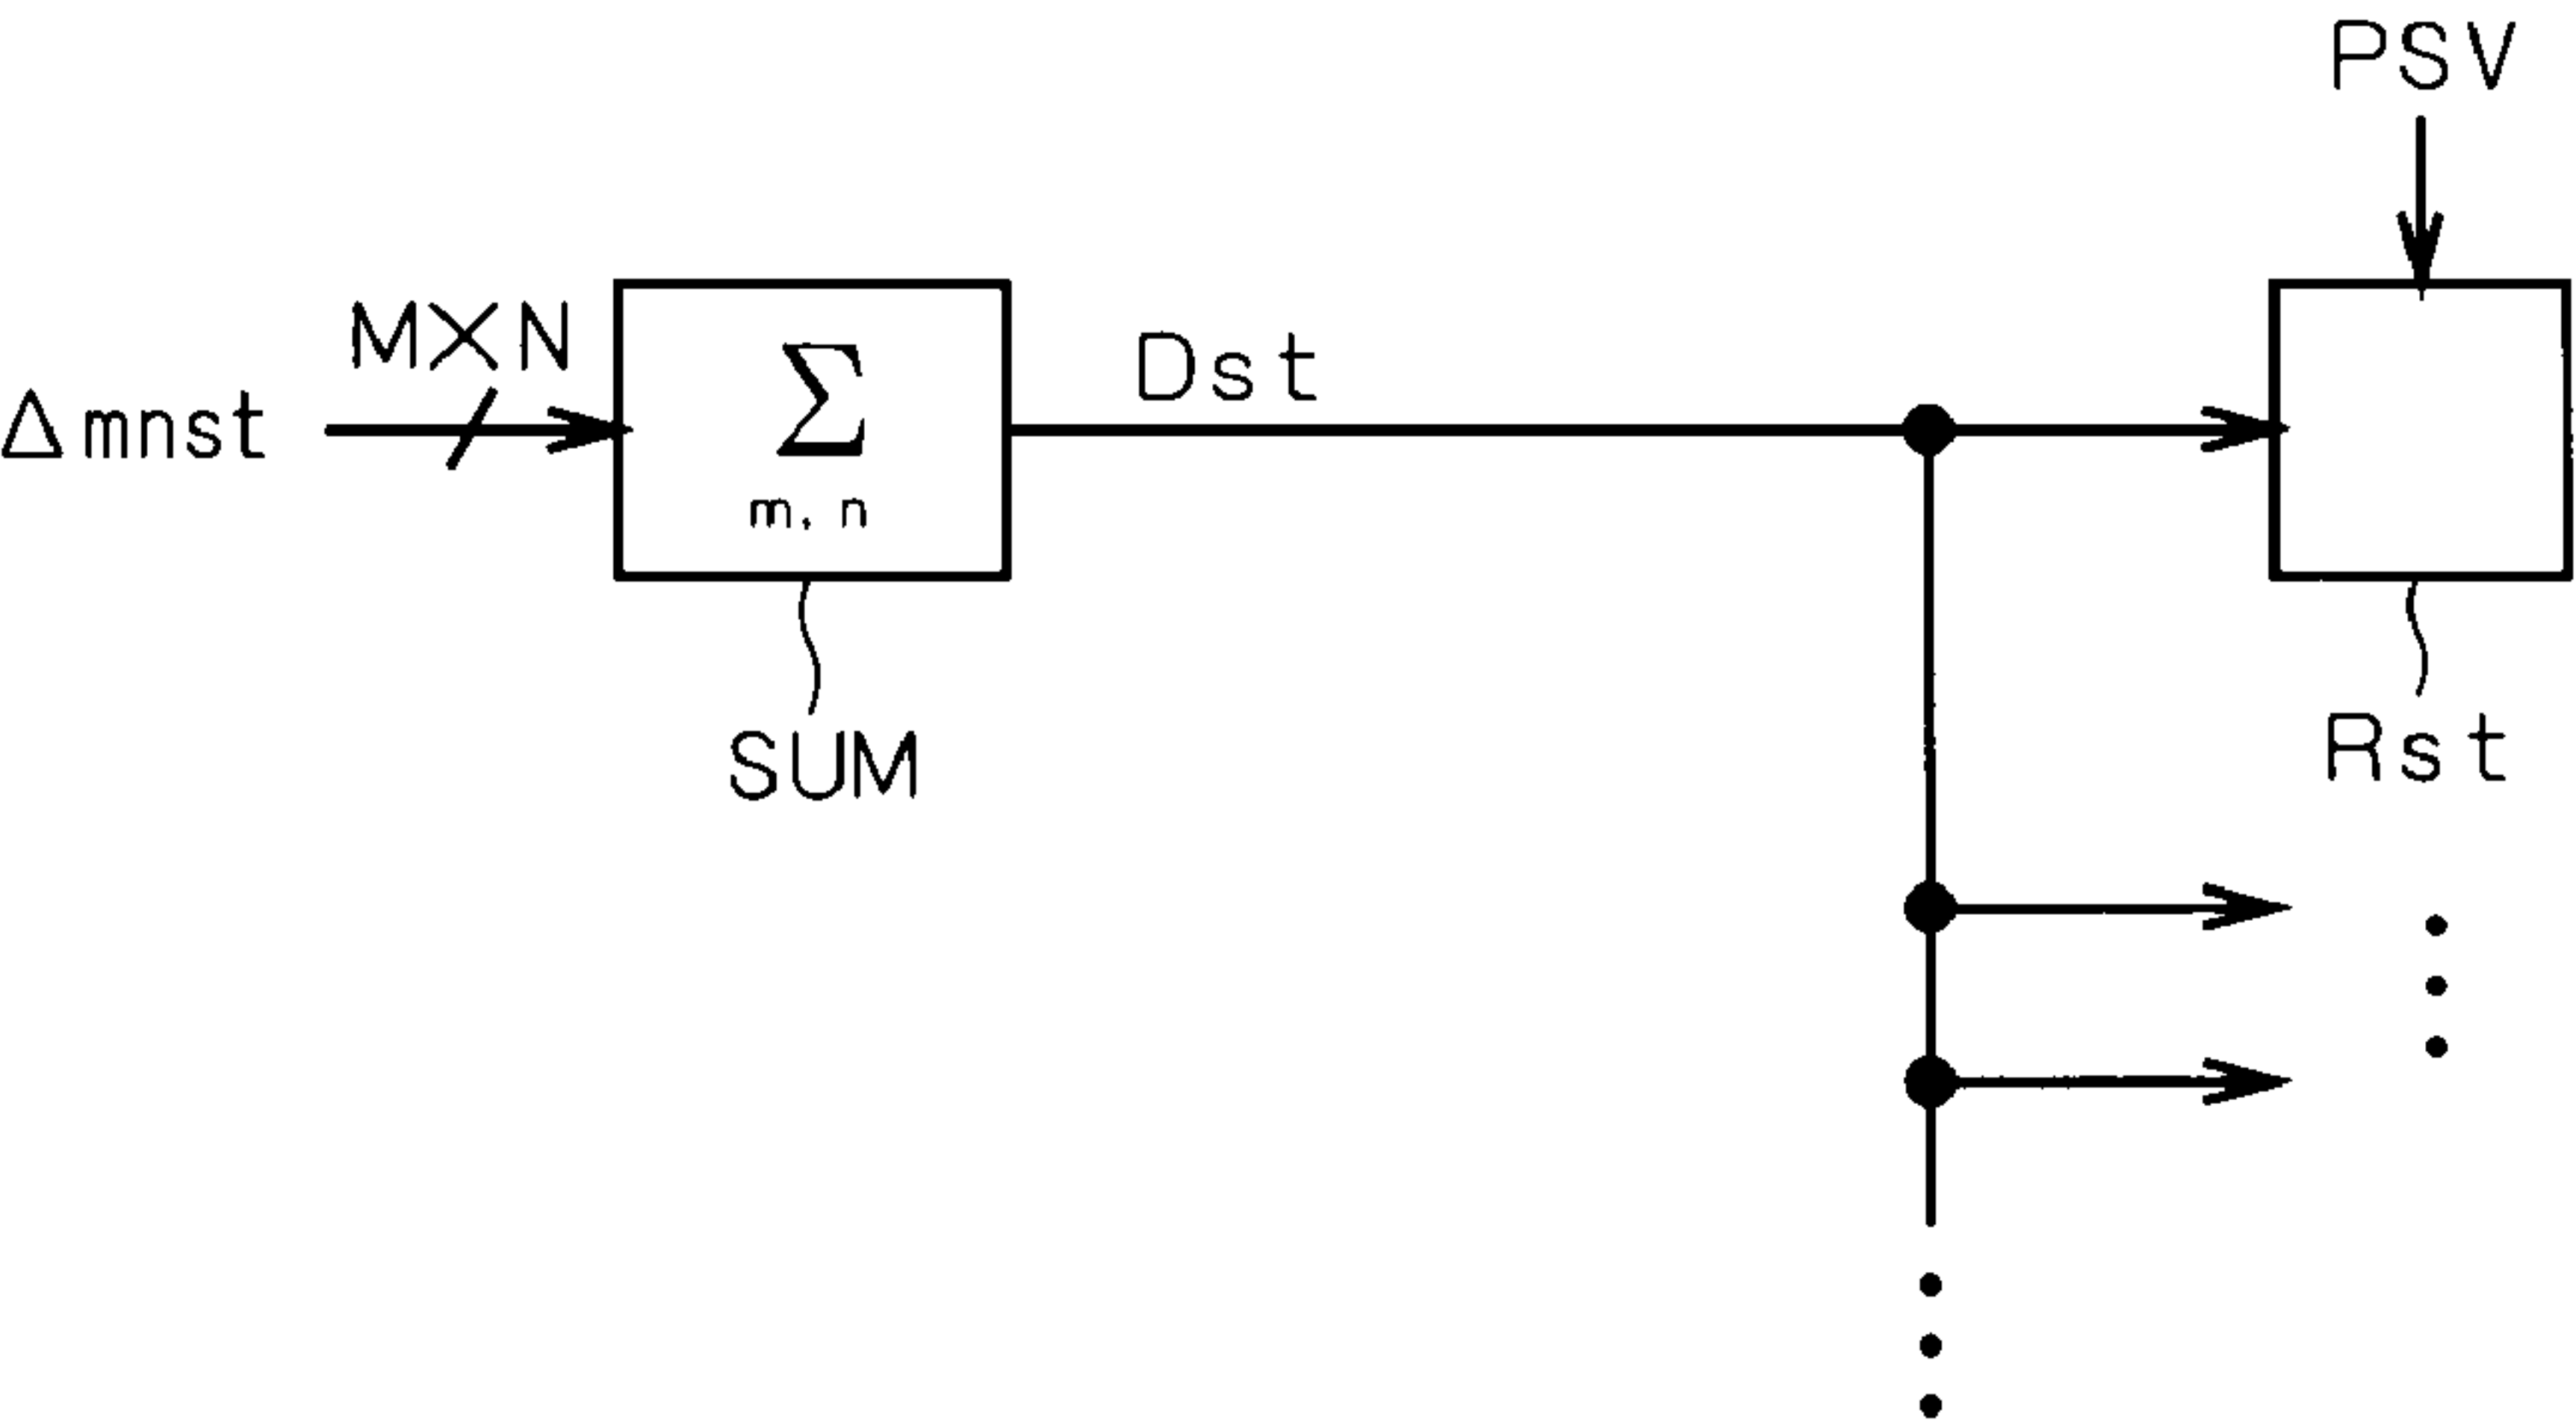 PSV
M×N
Δmnst
Σ
m, n
Dst
SUM
Rst